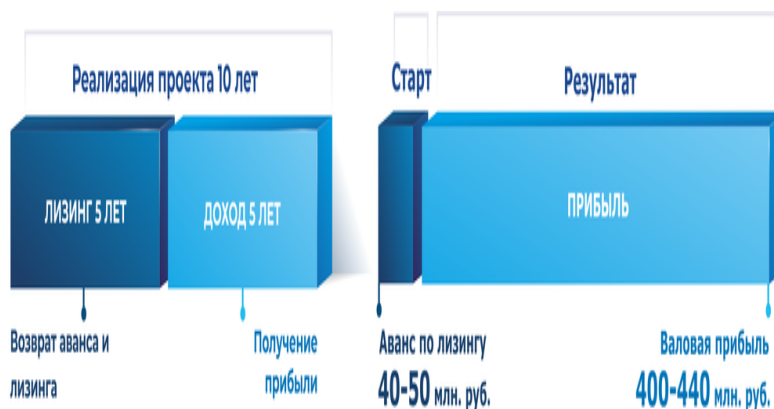 Реализация проекта 10 лет
ЛИЗИНГ 5 ЛЕТ
ДОХОД 5 ЛЕТ
Возврат аванса и
лизинга
Получение
прибыли
Старт
Результат
ПРИБЫЛЬ
Аванс по лизингу
40-50 млн. руб.
Валовая прибыль
400-440 млн. руб.